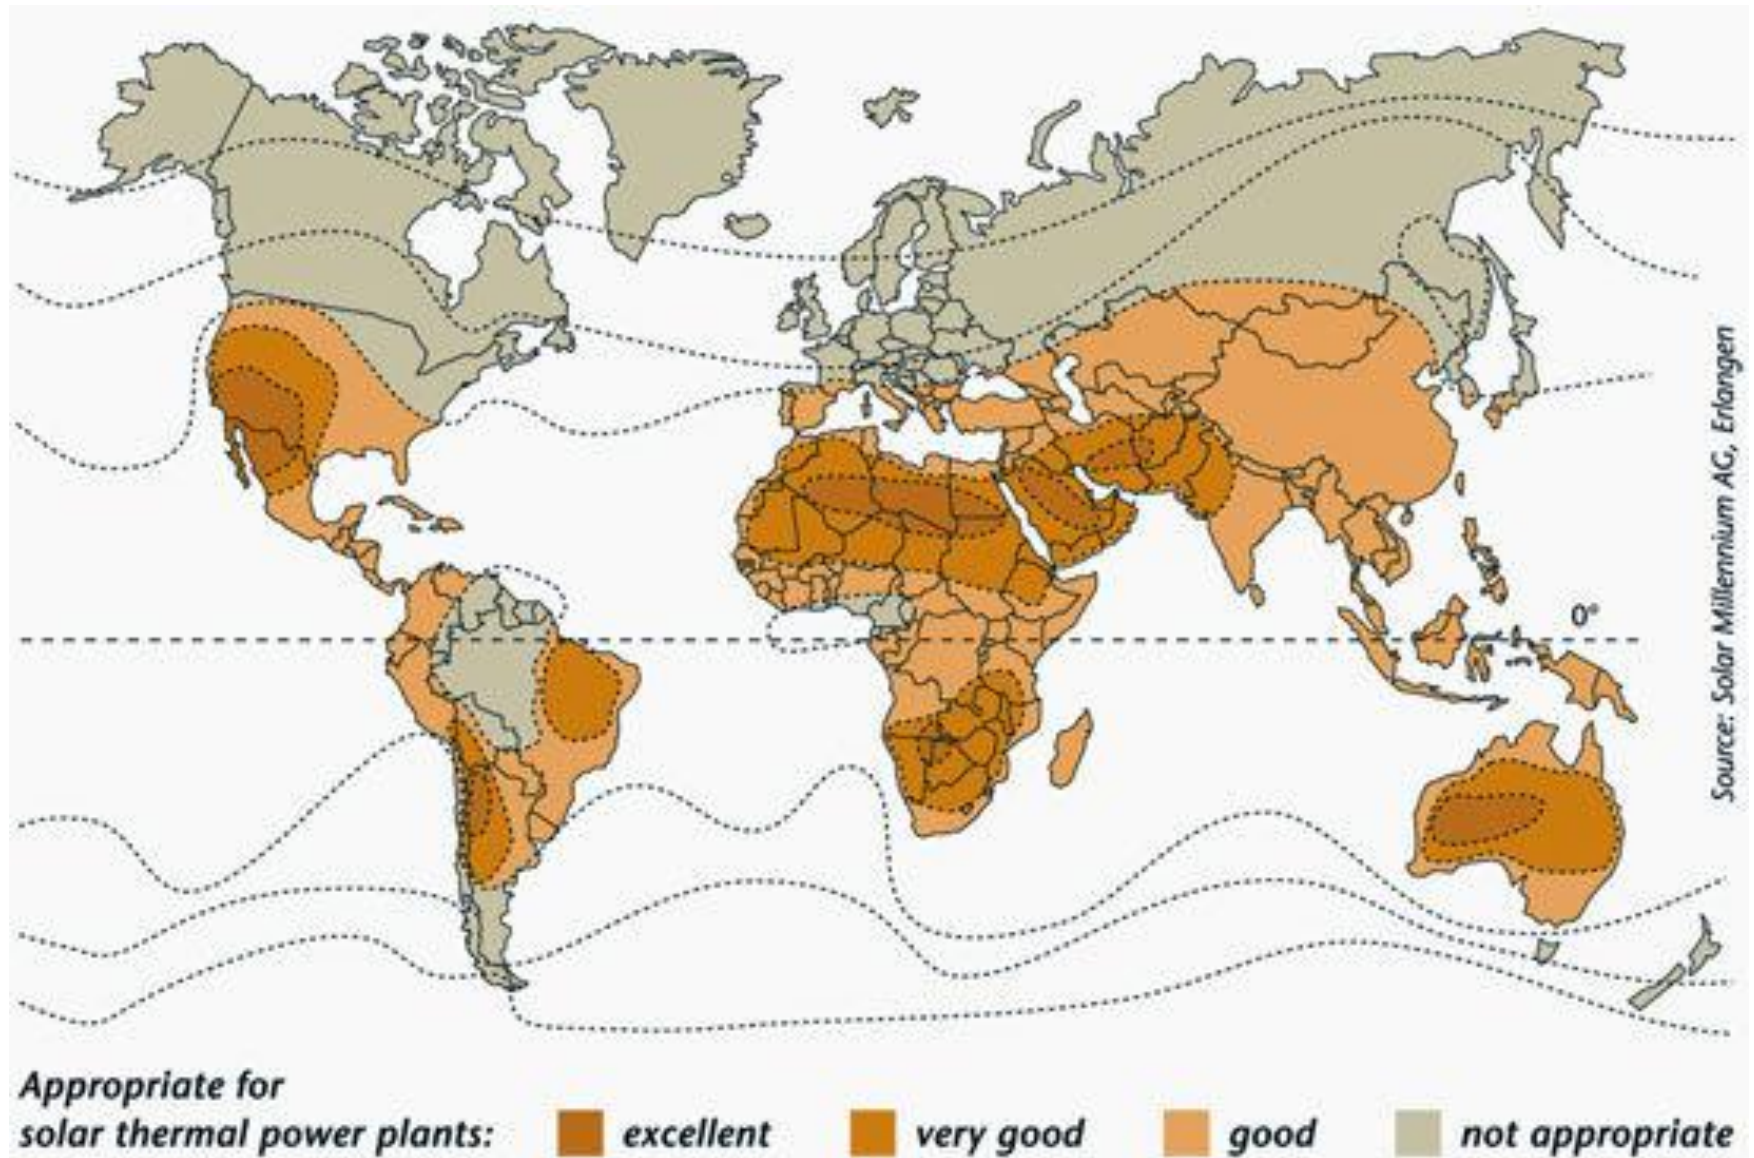 Source: Solar Millennium AG, Erlangen
0°
Appropriate for
solar thermal power plants:
excellent
very good
good
not appropriate